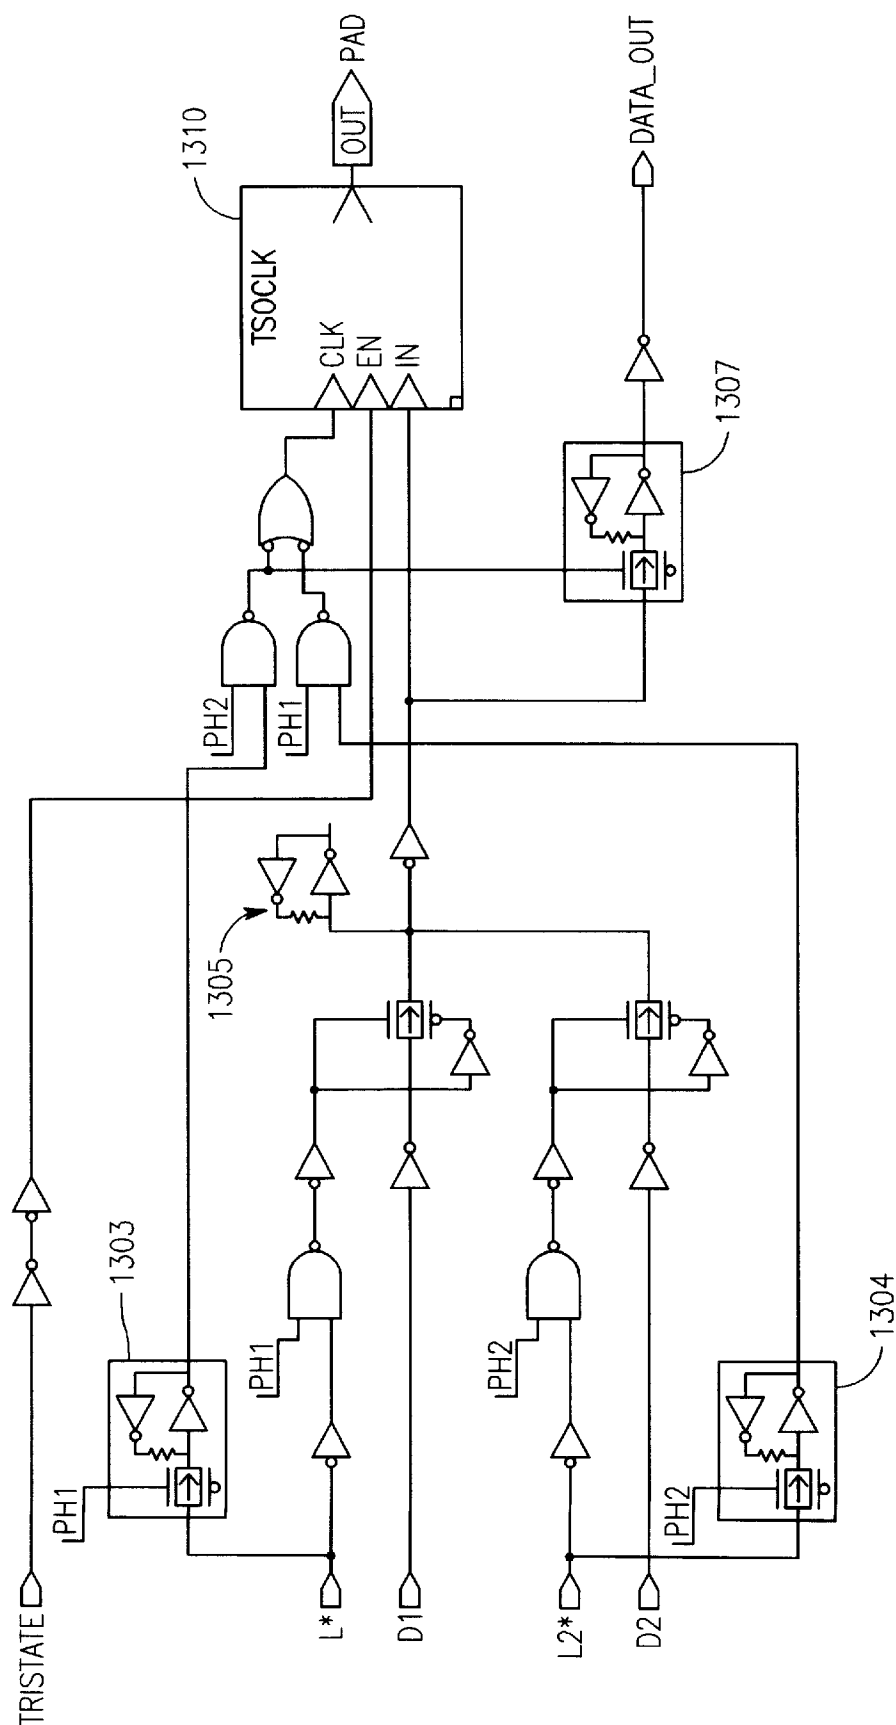 TRISTATE
L*
D1
L2*
D2
PH1
1303
PH1
PH2
PH2
1304
1305
PH2
PH1
TSOCLK
CLK
EN
IN
1310
OUT
PAD
1307
DATA_OUT